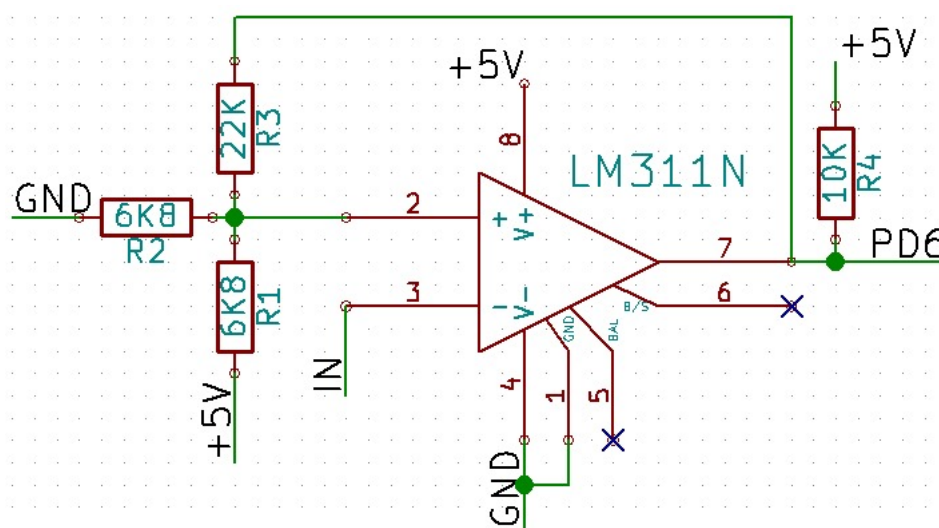 +5V
+5V
22K
R3
8
LM311N
10K
R4
GND
6K8
R2
2
+
V+
7
PD6
6K8
R1
3
-
V-
B/S
6
GND
BAL
IN
4
1
5
+5V
GND